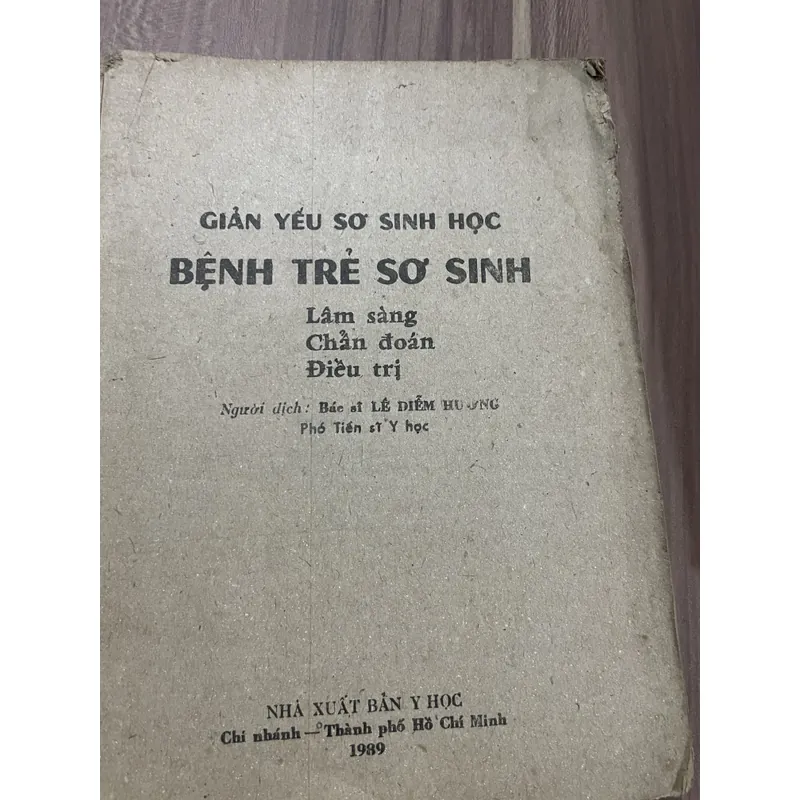 GIẢN YẾU SƠ SINH HỌC
BỆNH TRẺ SƠ SINH
Lâm sàng
Chẩn đoán
Điều trị
Người dịch: Bác sĩ LÊ DIỄM HƯƠNG
Phó Tiến sĩ Y học
NHÀ XUẤT BẢN Y HỌC
Chi nhánh — Thành phố Hồ Chí Minh
1989